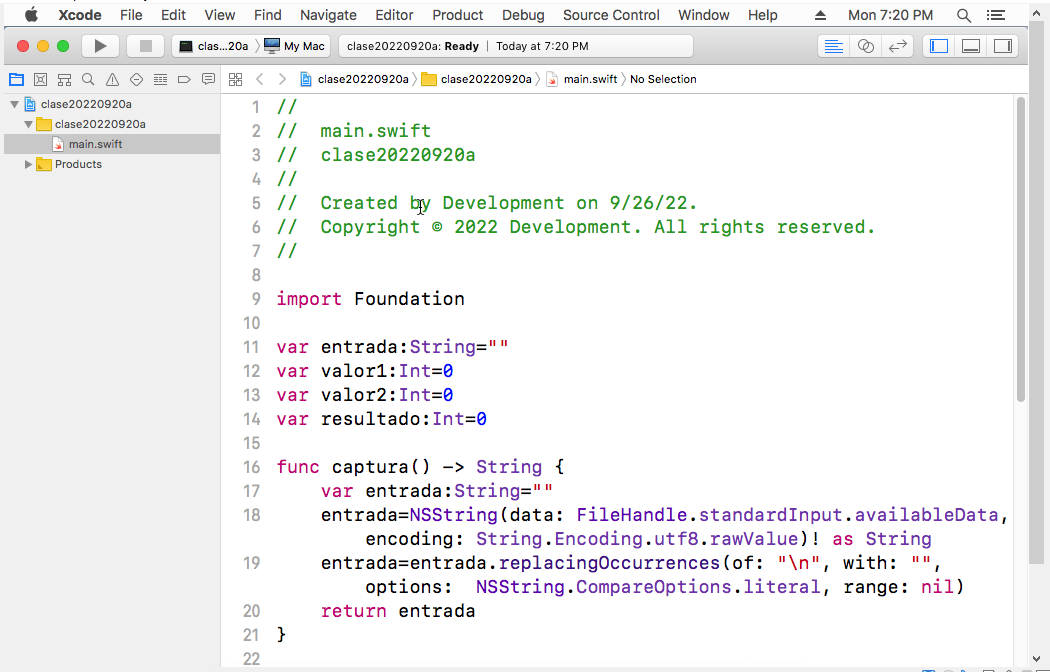 Xcode File Edit View Find Navigate Editor Product Debug Source Control Window Help Mon 7:20 PM
clas...20a My Mac clase20220920a: Ready | Today at 7:20 PM
clase20220920a clase20220920a main.swift No Selection
clase20220920a
clase20220920a
main.swift
Products
1 //
2 //  main.swift
3 //  clase20220920a
4 //
5 //  Created by Development on 9/26/22.
6 //  Copyright © 2022 Development. All rights reserved.
7 //
8
9 import Foundation
10
11 var entrada:String=""
12 var valor1:Int=0
13 var valor2:Int=0
14 var resultado:Int=0
15
16 func captura() -> String {
17     var entrada:String=""
18     entrada=NSString(data: FileHandle.standardInput.availableData,
encoding: String.Encoding.utf8.rawValue)! as String
19     entrada=entrada.replacingOccurrences(of: "\n", with: "",
options:  NSString.CompareOptions.literal, range: nil)
20     return entrada
21 }
22